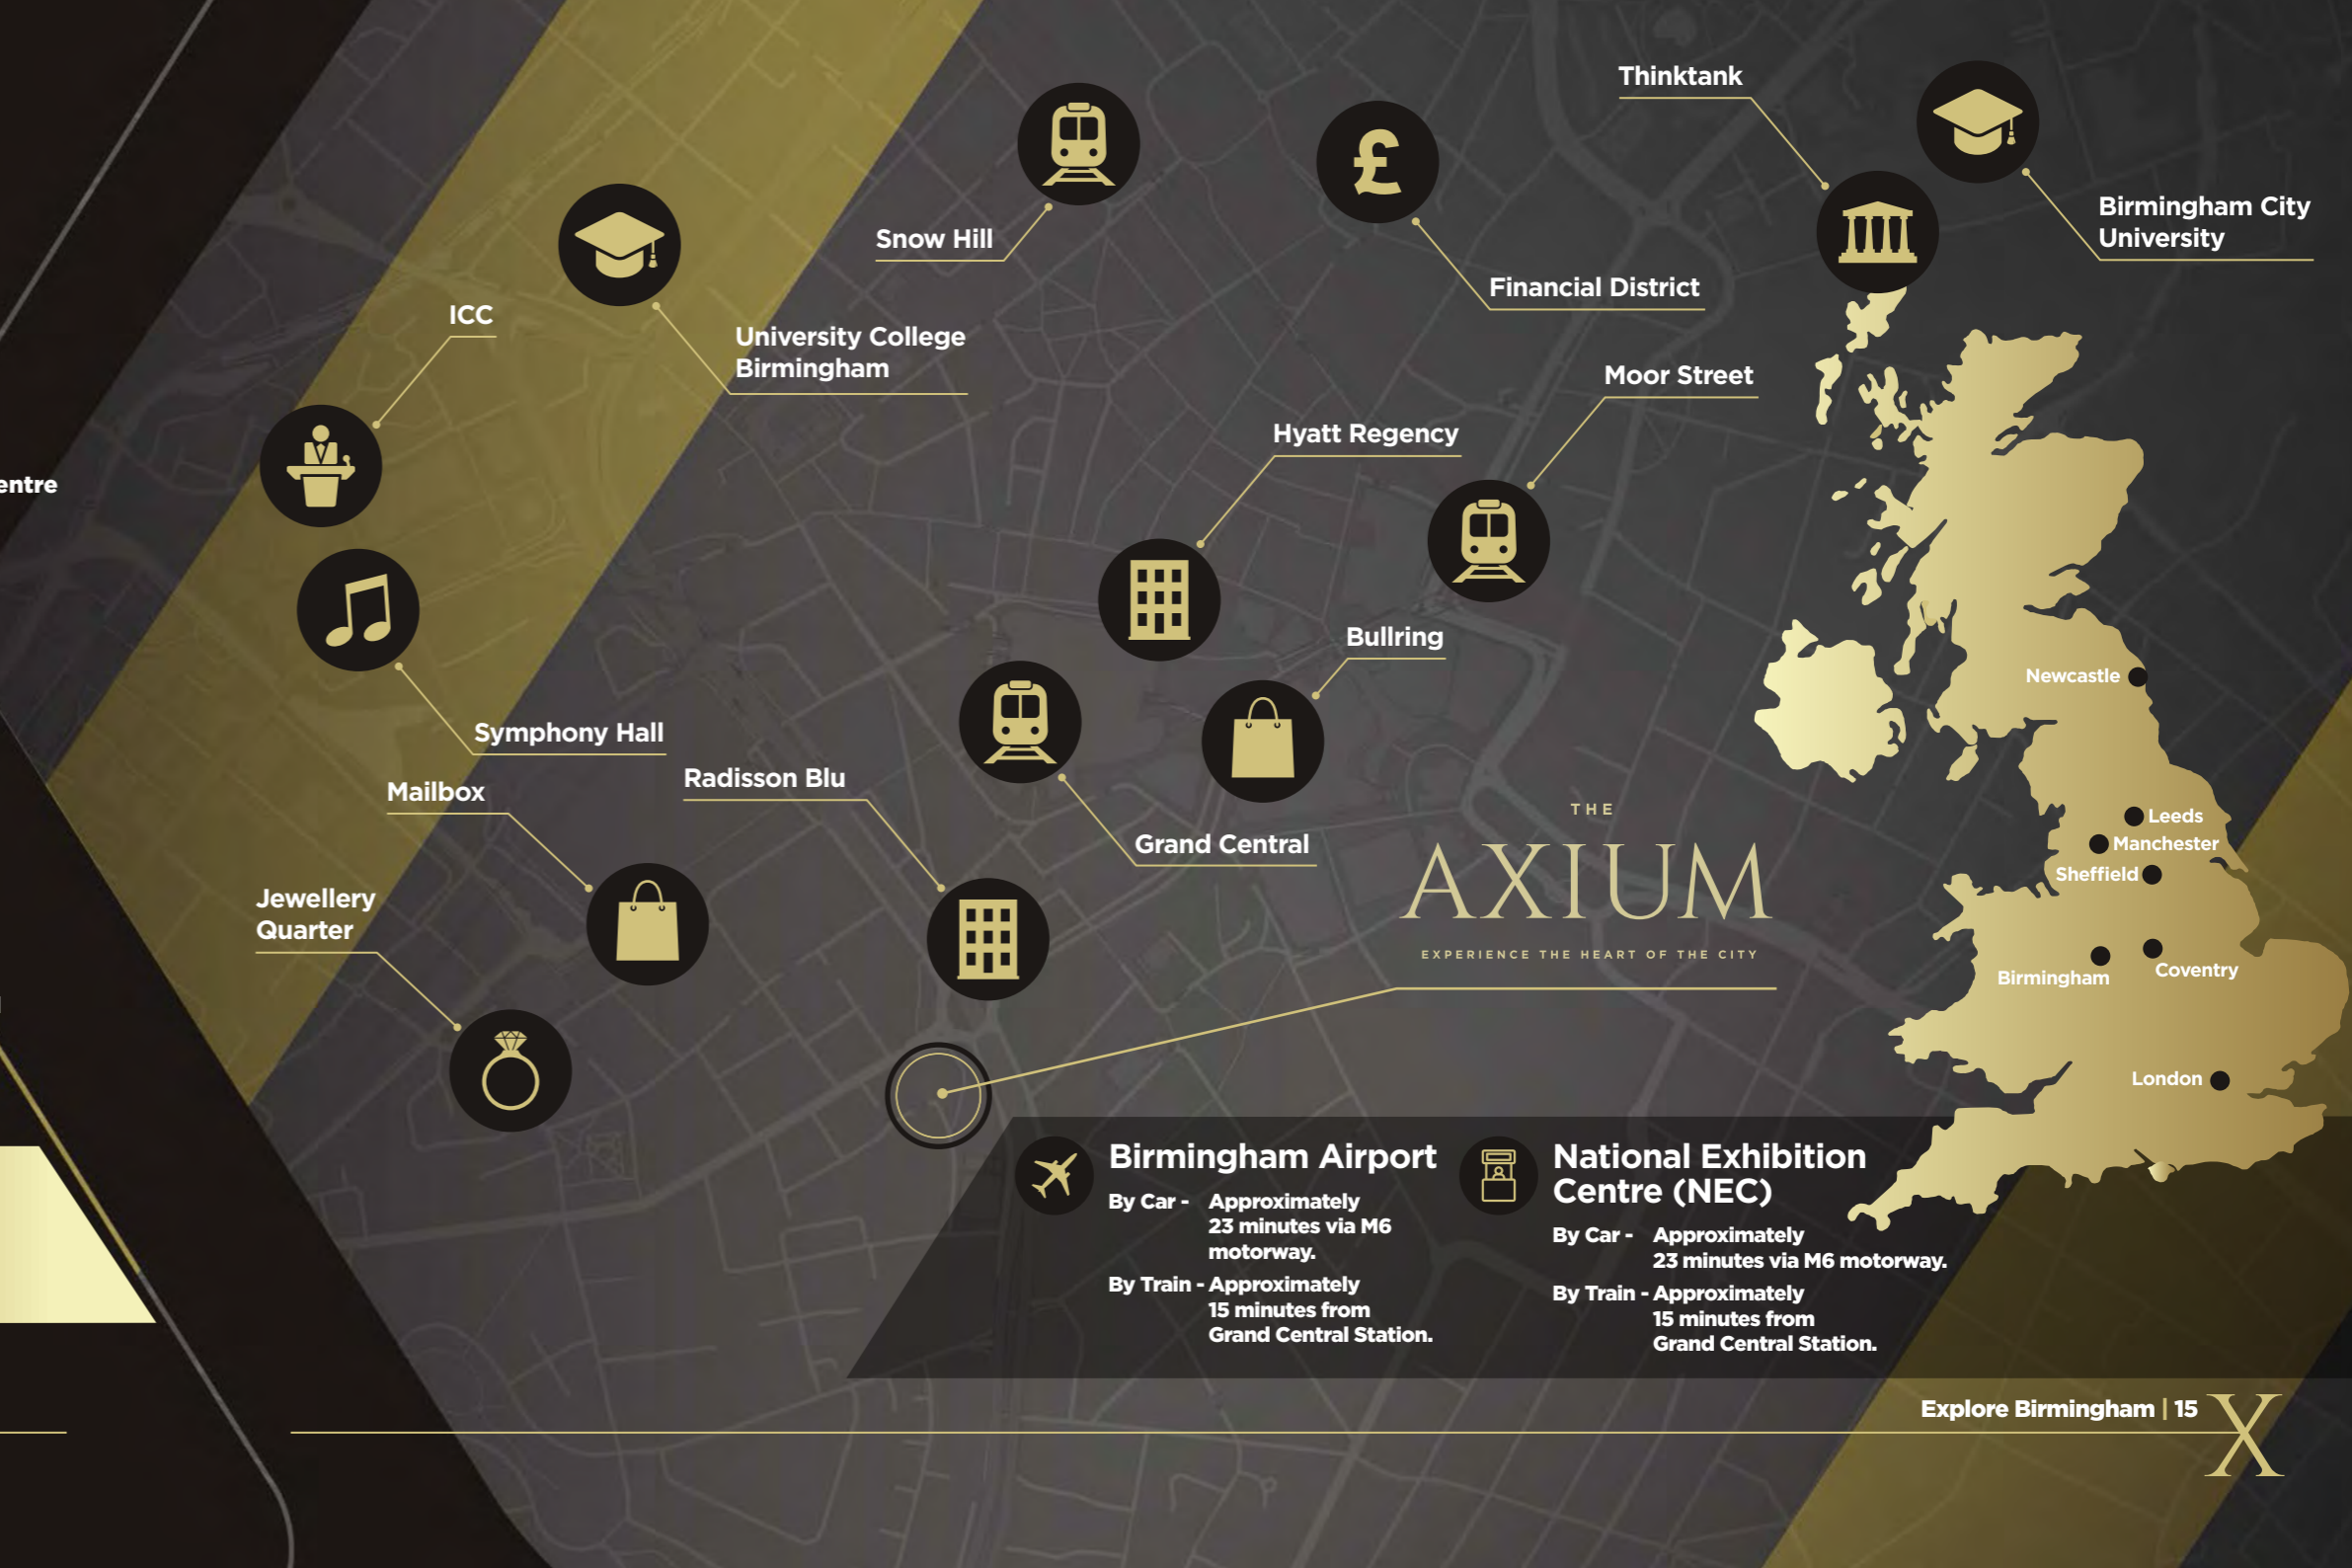 Thinktank
Birmingham City
University
Snow Hill
£
Financial District
ICC
University College
Birmingham
Moor Street
Hyatt Regency
entre
Bullring
Newcastle
Symphony Hall
Mailbox
Radisson Blu
Grand Central
THE
AXIUM
EXPERIENCE THE HEART OF THE CITY
Leeds
Manchester
Sheffield
Jewellery
Quarter
Birmingham
Coventry
London
Birmingham Airport
By Car - Approximately
23 minutes via M6
motorway.
By Train - Approximately
15 minutes from
Grand Central Station.
National Exhibition
Centre (NEC)
By Car - Approximately
23 minutes via M6 motorway.
By Train - Approximately
15 minutes from
Grand Central Station.
Explore Birmingham | 15
X